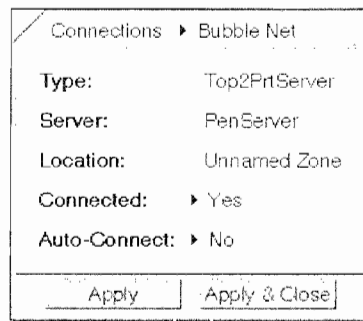 Connections ▸ Bubble Net
Type: Top2PrtServer
Server: PenServer
Location: Unnamed Zone
Connected: ▸ Yes
Auto-Connect: ▸ No
Apply Apply & Close